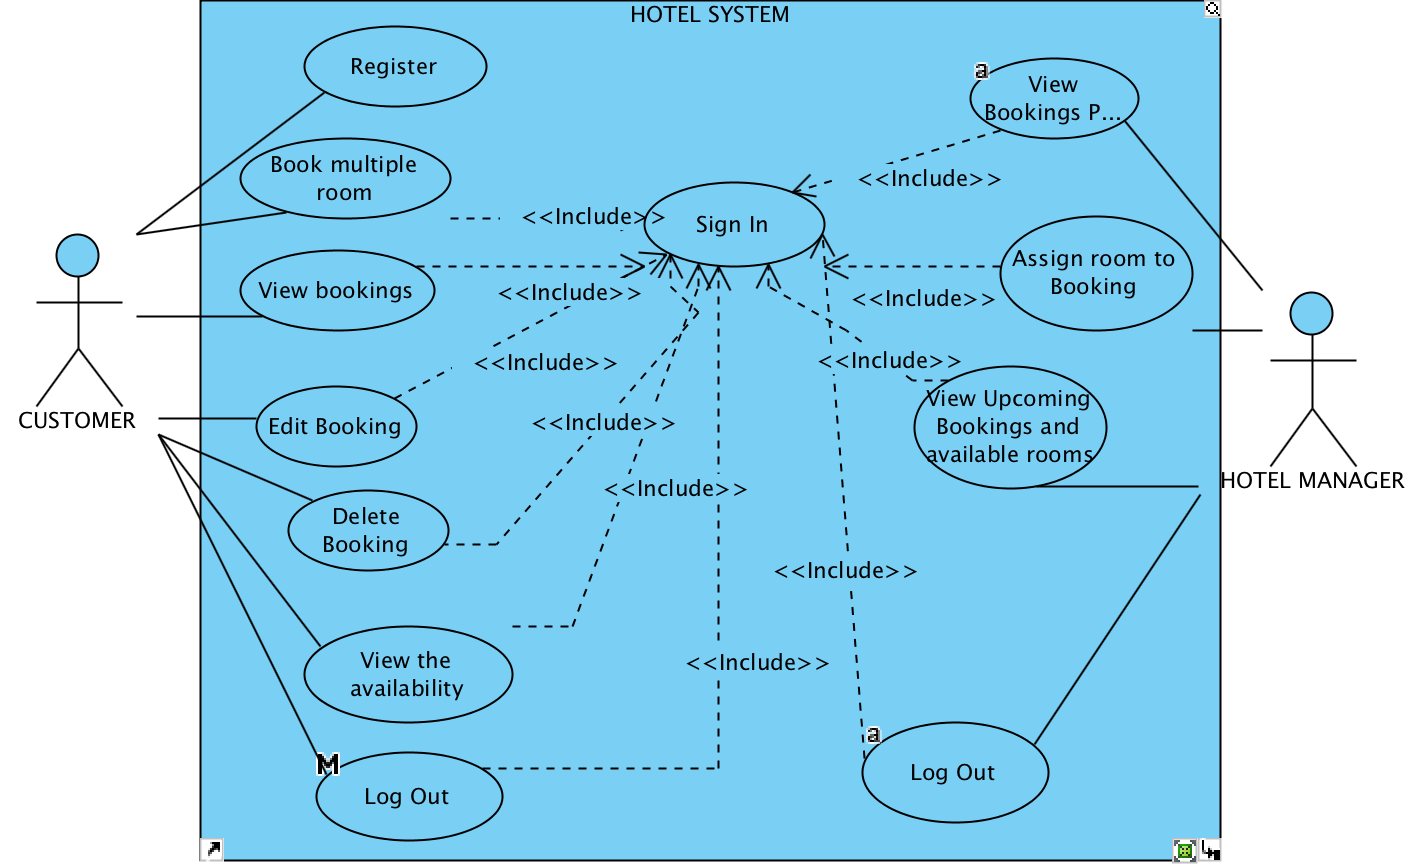 HOTEL SYSTEM
Register
a
View
Bookings P...
Book multiple
room
<<Include>>
<<Include>>
Sign In
View bookings
<<Include>>
Assign room to
Booking
<<Include>>
<<Include>>
<<Include>>
View Upcoming
Bookings and
available rooms
CUSTOMER
Edit Booking
<<Include>>
HOTEL MANAGER
<<Include>>
Delete
Booking
<<Include>>
View the
availability
<<Include>>
M
Log Out
a
Log Out